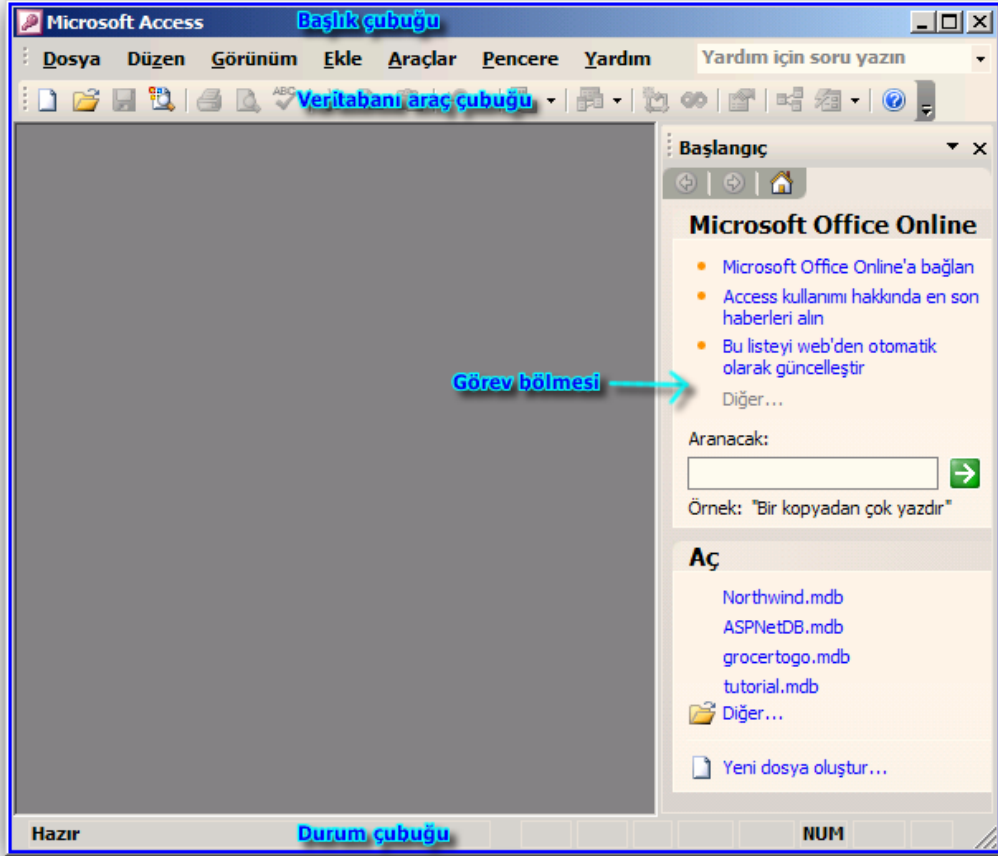 Microsoft Access Başlık çubuğu
Dosya Düzen Görünüm Ekle Araçlar Pencere Yardım Yardım için soru yazın
ABC Veritabanı araç çubuğu
Başlangıç
Microsoft Office Online
Microsoft Office Online'a bağlan
Access kullanımı hakkında en son
haberleri alın
Bu listeyi web'den otomatik
olarak güncelleştir
Görev bölmesi
Diğer...
Aranacak:
Örnek: "Bir kopyadan çok yazdır"
Aç
Northwind.mdb
ASPNetDB.mdb
grocertogo.mdb
tutorial.mdb
Diğer...
Yeni dosya oluştur...
Hazır Durum çubuğu NUM